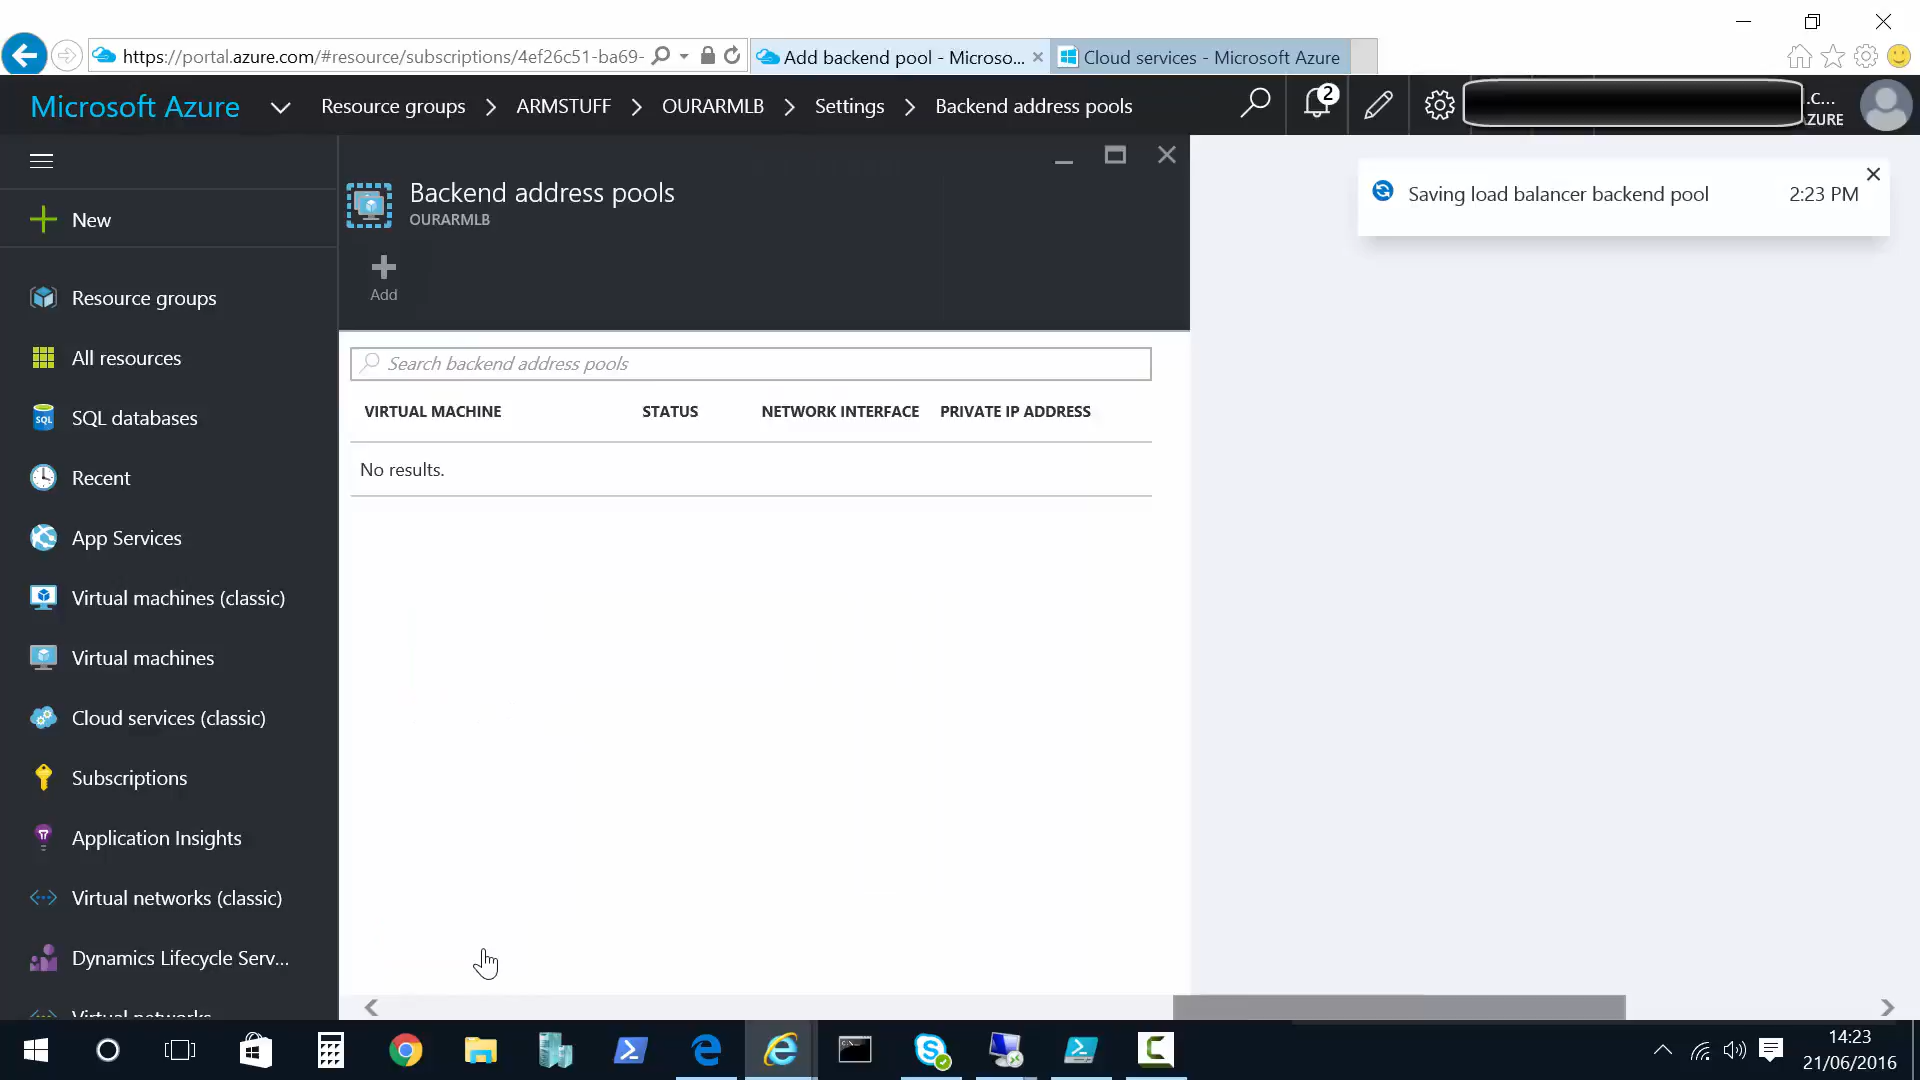 https://portal.azure.com/#resource/subscriptions/4ef26c51-ba69-
Add backend pool - Microso...
Cloud services - Microsoft Azure
Microsoft Azure
Resource groups
ARMSTUFF
OURARMLB
Settings
Backend address pools
2
.C...
AZURE
New
Resource groups
All resources
SQL databases
Recent
App Services
Virtual machines (classic)
Virtual machines
Cloud services (classic)
Subscriptions
Application Insights
Virtual networks (classic)
Dynamics Lifecycle Serv...
Virtual networks
Backend address pools
OURARMLB
Add
Search backend address pools
VIRTUAL MACHINE STATUS NETWORK INTERFACE PRIVATE IP ADDRESS
No results.
Saving load balancer backend pool 2:23 PM
14:23
21/06/2016